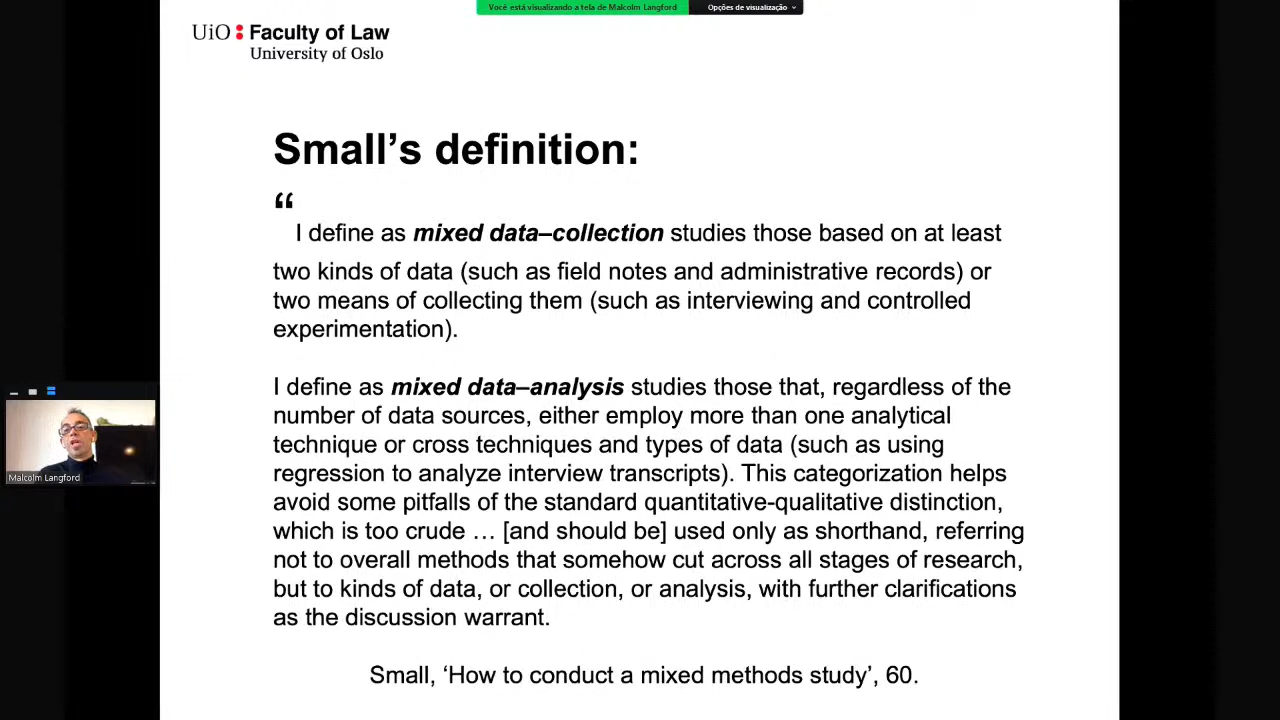 Você está visualizando a tela de Malcolm Langford Opções de visualização
UiO Faculty of Law
University of Oslo
Small’s definition:
“
I define as mixed data–collection studies those based on at least
two kinds of data (such as field notes and administrative records) or
two means of collecting them (such as interviewing and controlled
experimentation).
I define as mixed data–analysis studies those that, regardless of the
number of data sources, either employ more than one analytical
technique or cross techniques and types of data (such as using
regression to analyze interview transcripts). This categorization helps
avoid some pitfalls of the standard quantitative-qualitative distinction,
which is too crude … [and should be] used only as shorthand, referring
not to overall methods that somehow cut across all stages of research,
but to kinds of data, or collection, or analysis, with further clarifications
as the discussion warrant.
Malcolm Langford
Small, ‘How to conduct a mixed methods study’, 60.